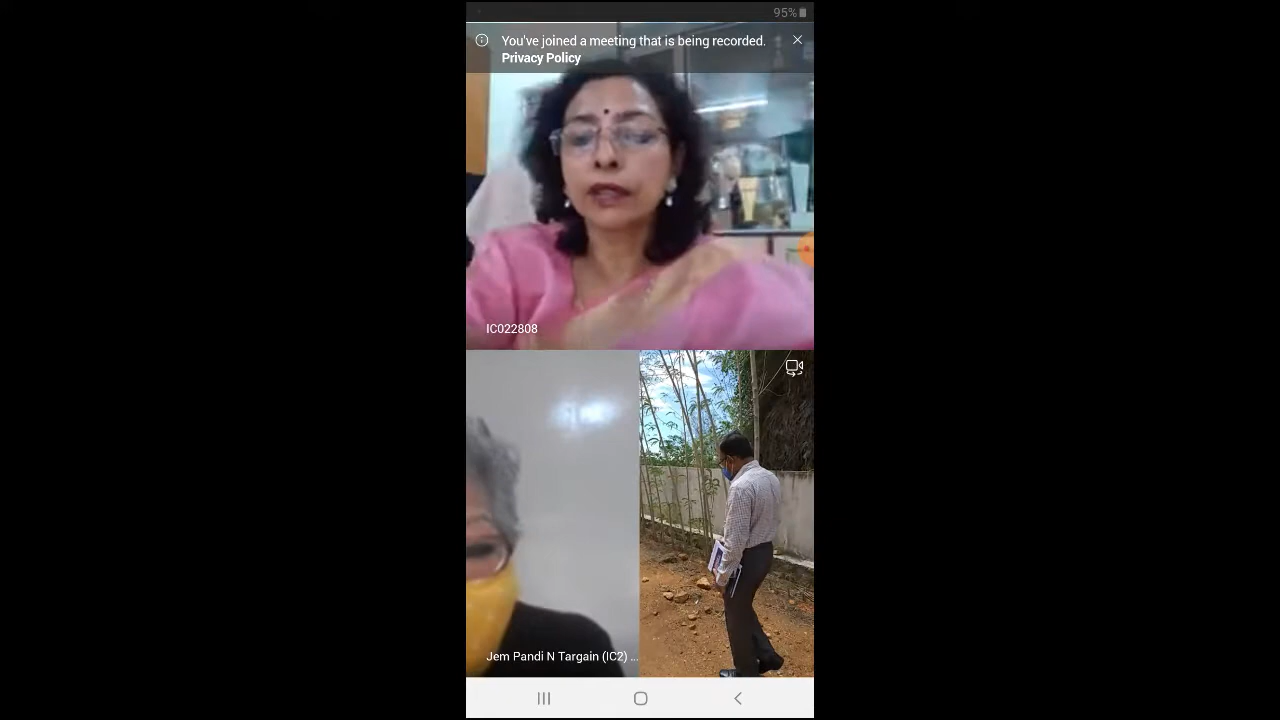 95%
You've joined a meeting that is being recorded.
Privacy Policy
IC022808
Jem Pandi N Targain (IC2) ...